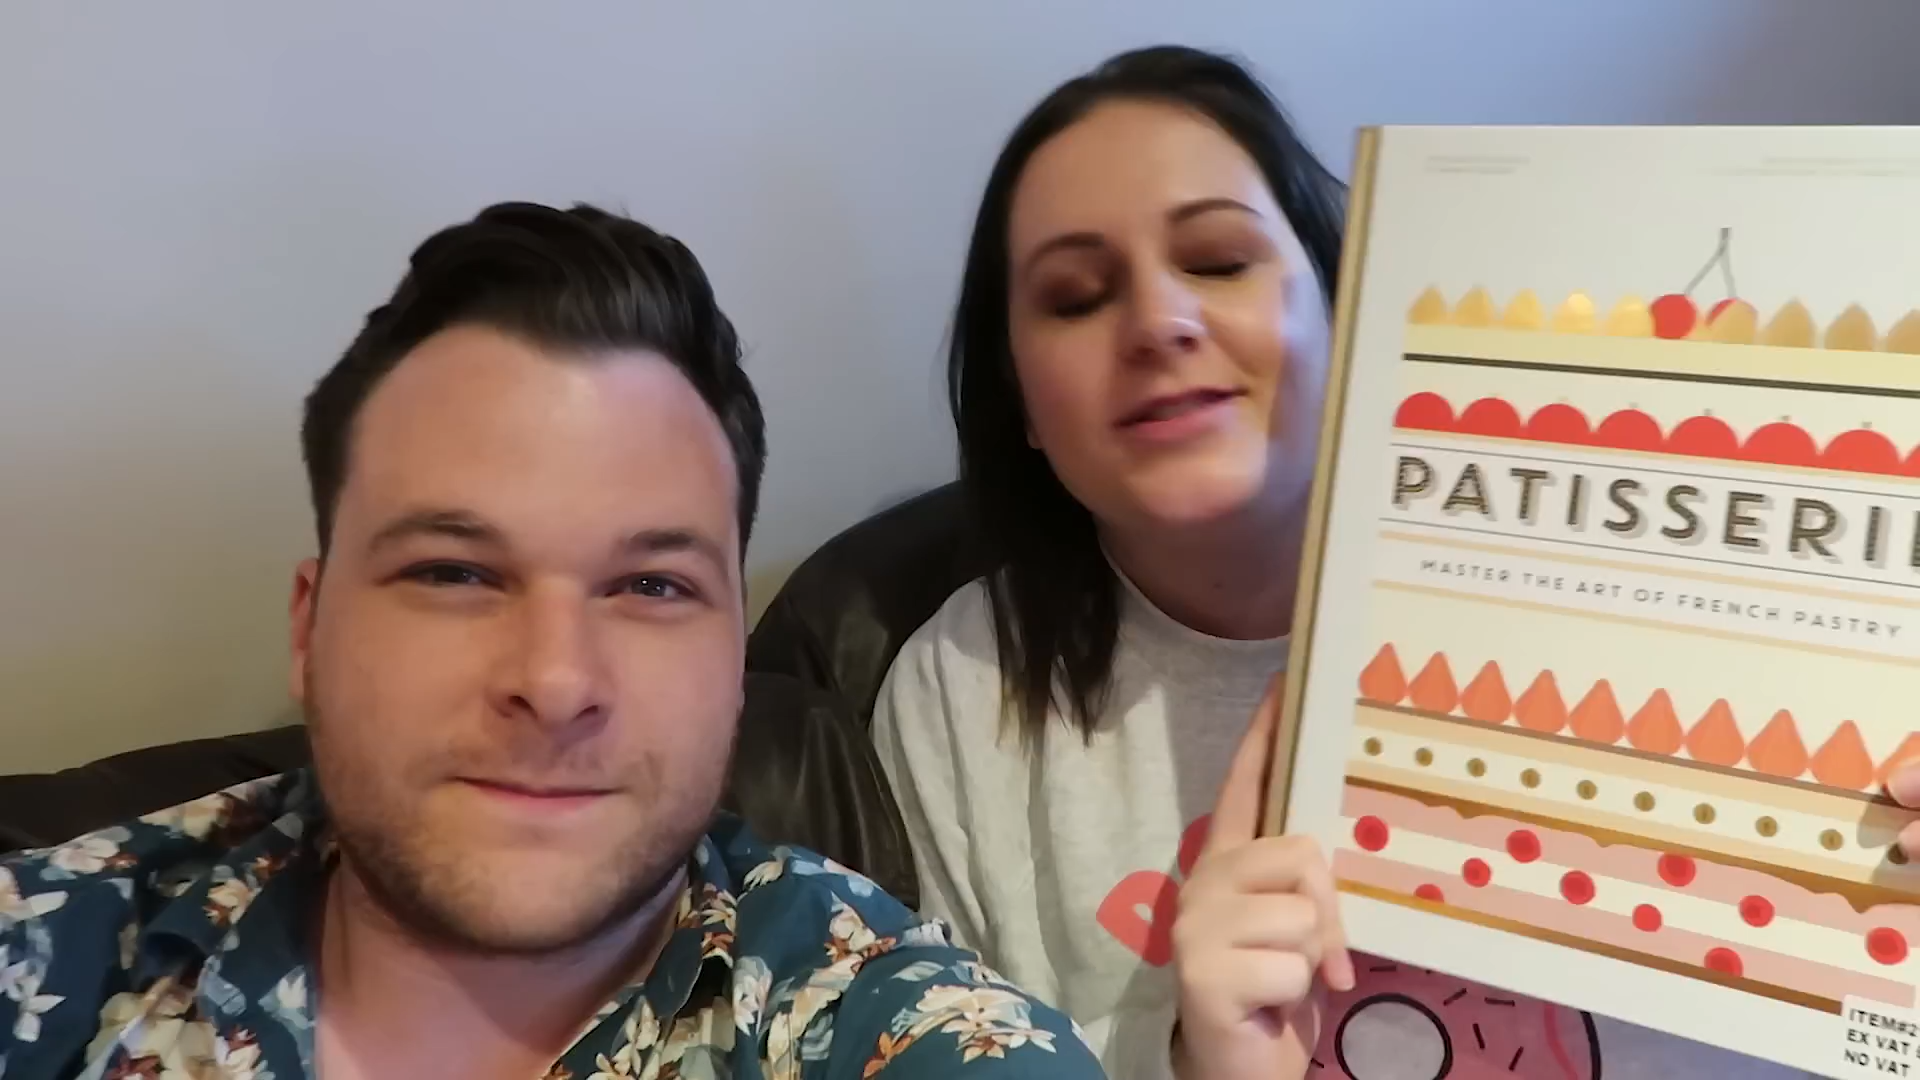 PATISSERIE
MASTER THE ART OF FRENCH PASTRY
ITEM#2
EX VAT
NO VAT